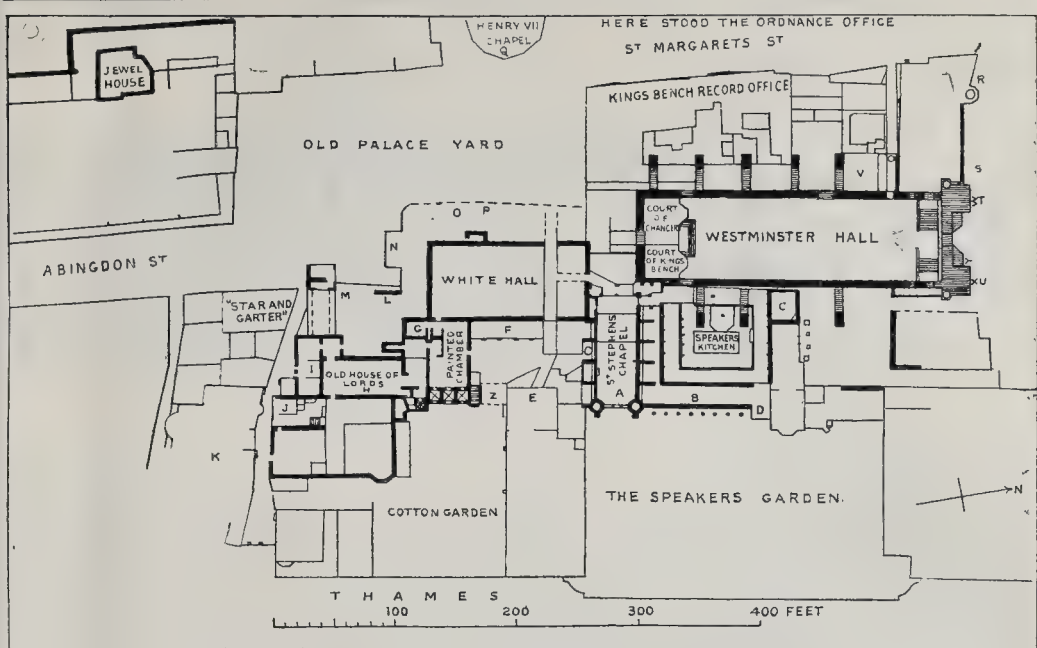 HENRY VII
CHAPEL
Q
HERE STOOD THE ORDNANCE OFFICE
ST MARGARETS ST
JEWEL
HOUSE
KINGS BENCH RECORD OFFICE
R
OLD PALACE YARD
V
S
O P
COURT
OF
CHANCERY
T
N
WESTMINSTER HALL
ABINGDON ST
WHITE HALL
COURT
OF KINGS
BENCH
Y
M
L
X U
"STAR AND
GARTER"
C
G
PAINTED
CHAMBER
F
ST STEPHENS
CHAPEL
SPEAKERS
KITCHEN
I
OLD HOUSE OF
LORDS
H
J
Z
E
A
B
D
K
THE SPEAKERS GARDEN.
N
COTTON GARDEN
THAMES
100 200 300 400 FEET